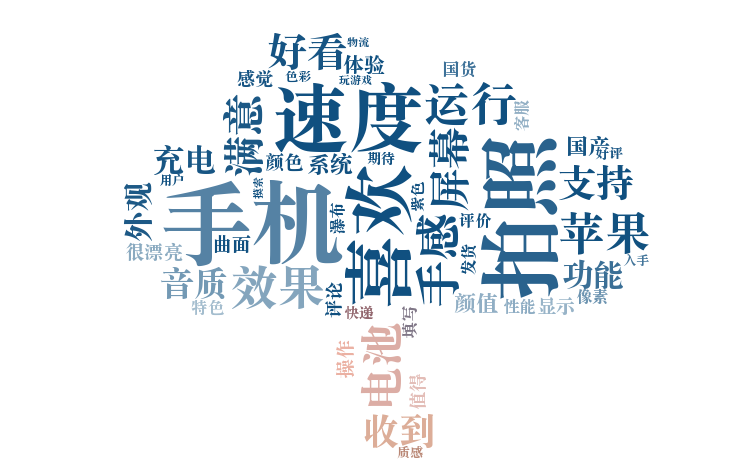 好看
物流
体验
感觉
色彩
玩游戏
国货
速度
运行
客服
满意
充电
颜色
系统
期待
屏幕
拍照
国产
好评
支持
用户
摸索
手机
喜欢
紫色
外观
瀑布
手感
评价
苹果
曲面
很漂亮
发货
入手
音质
效果
功能
评论
颜值
性能
显示
像素
特色
快递
填写
电池
操作
值得
收到
质感